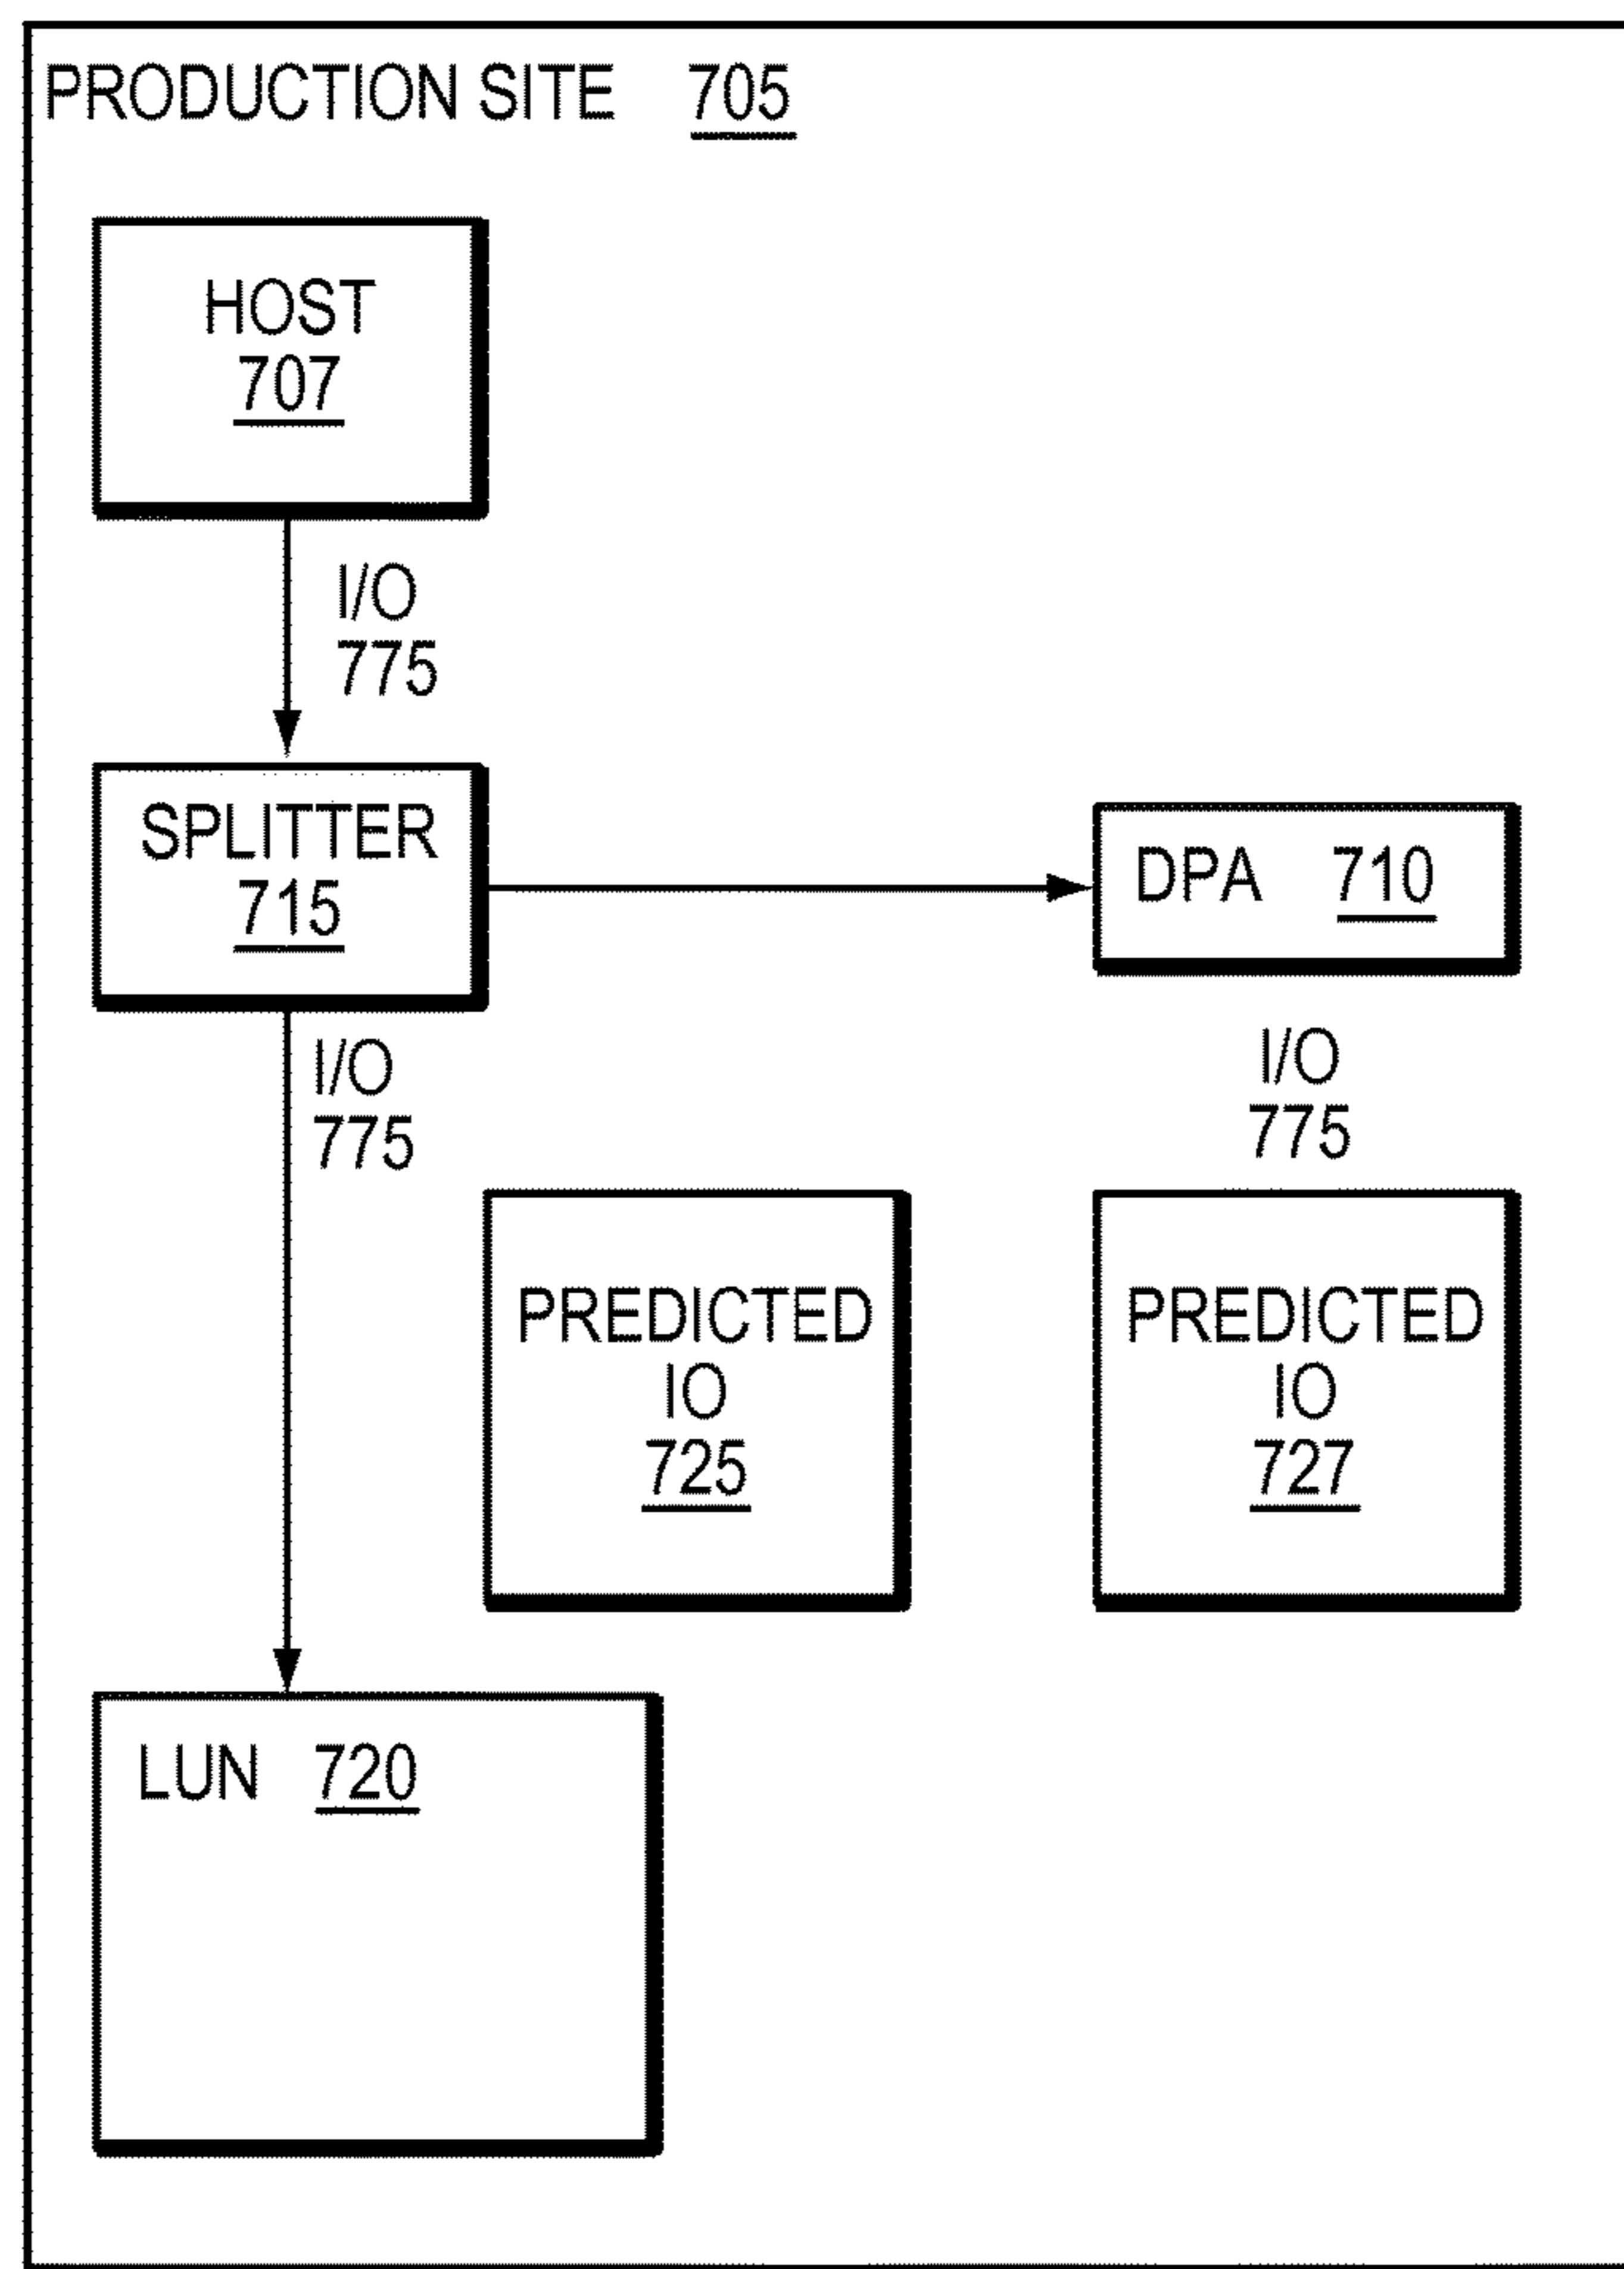 PRODUCTION SITE 705
HOST
707
I/O
775
SPLITTER
715
DPA 710
I/O
775
I/O
775
PREDICTED
IO
725
PREDICTED
IO
727
LUN 720